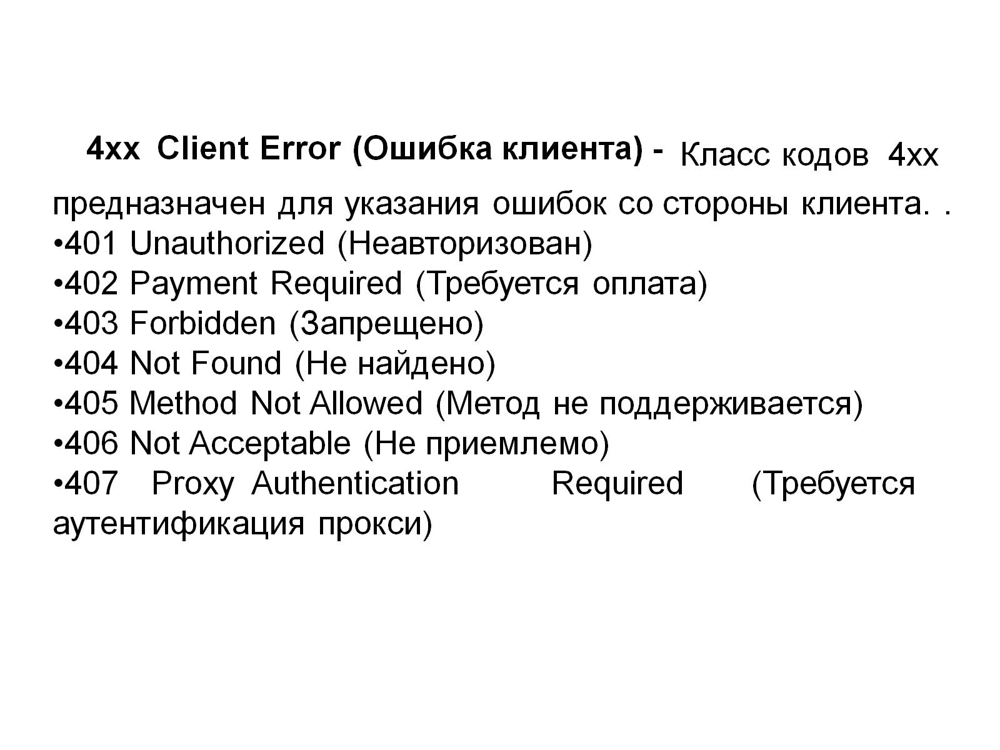 4xx Client Error (Ошибка клиента) - Класс кодов 4xx
предназначен для указания ошибок со стороны клиента. .
•401 Unauthorized (Неавторизован)
•402 Payment Required (Требуется оплата)
•403 Forbidden (Запрещено)
•404 Not Found (Не найдено)
•405 Method Not Allowed (Метод не поддерживается)
•406 Not Acceptable (Не приемлемо)
•407 Proxy Authentication Required (Требуется
аутентификация прокси)